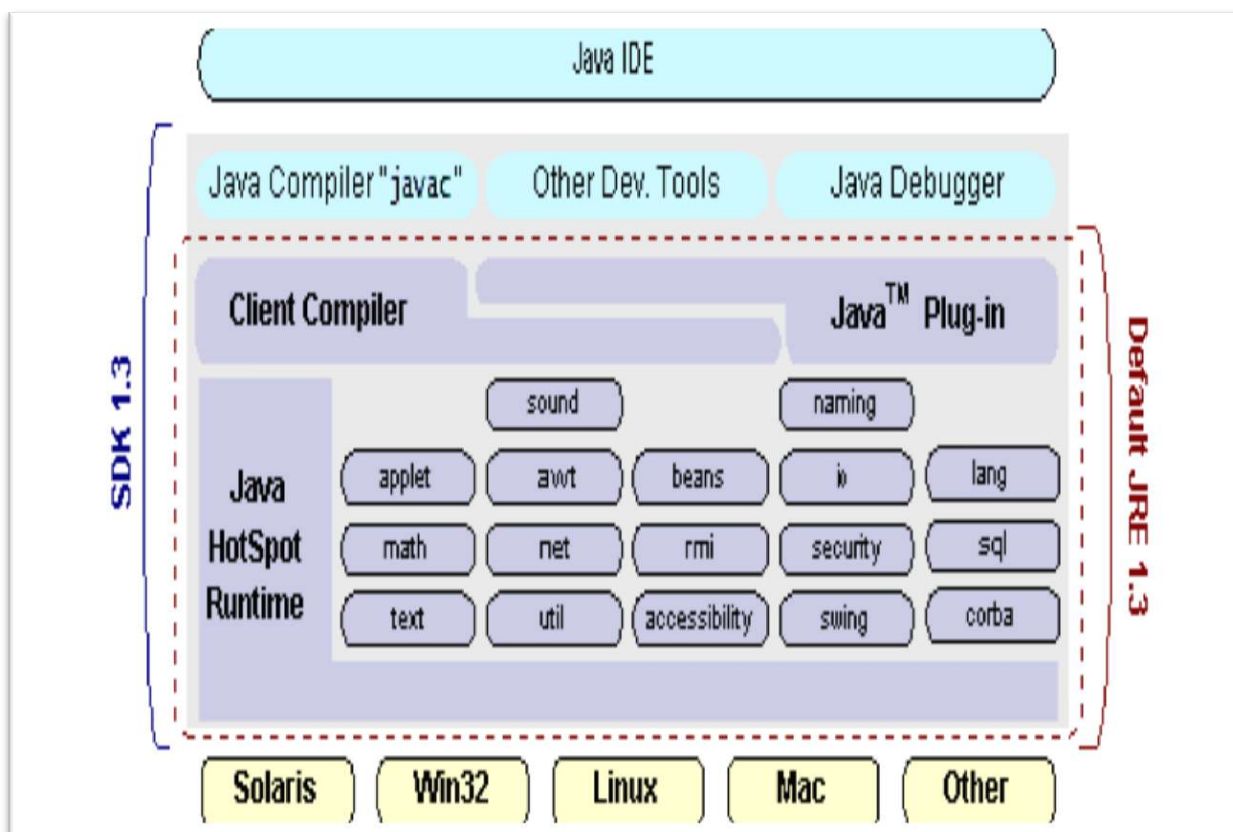 Java IDE
Java Compiler "javac"
Other Dev. Tools
Java Debugger
Client Compiler
Java™ Plug-in
SDK 1.3
Default JRE 1.3
Java
HotSpot
Runtime
sound
naming
applet
awt
beans
io
lang
math
net
rmi
security
sql
text
util
accessibility
swing
corba
Solaris
Win32
Linux
Mac
Other